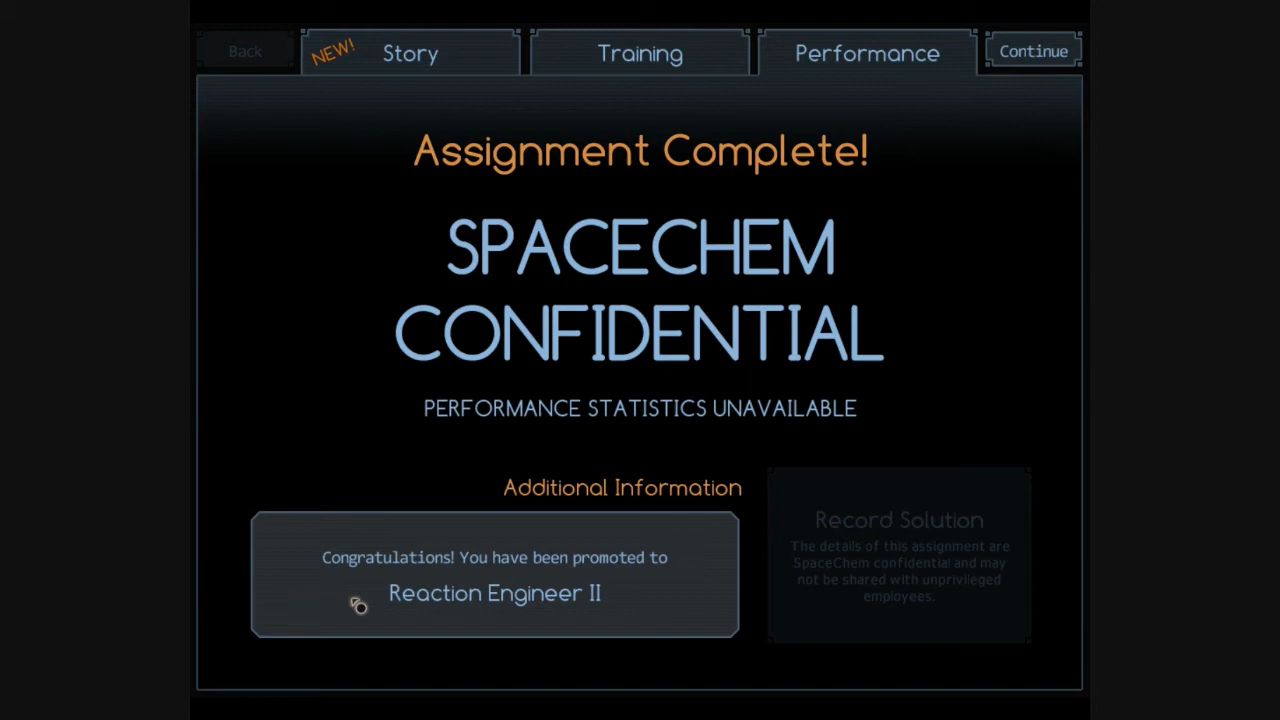 Back
NEW!
Story
Training
Performance
Continue
Assignment Complete!
SPACECHEM
CONFIDENTIAL
PERFORMANCE STATISTICS UNAVAILABLE
Additional Information
Congratulations! You have been promoted to
Reaction Engineer II
Record Solution
The details of this assignment are
SpaceChem confidential and may
not be shared with unprivileged
employees.